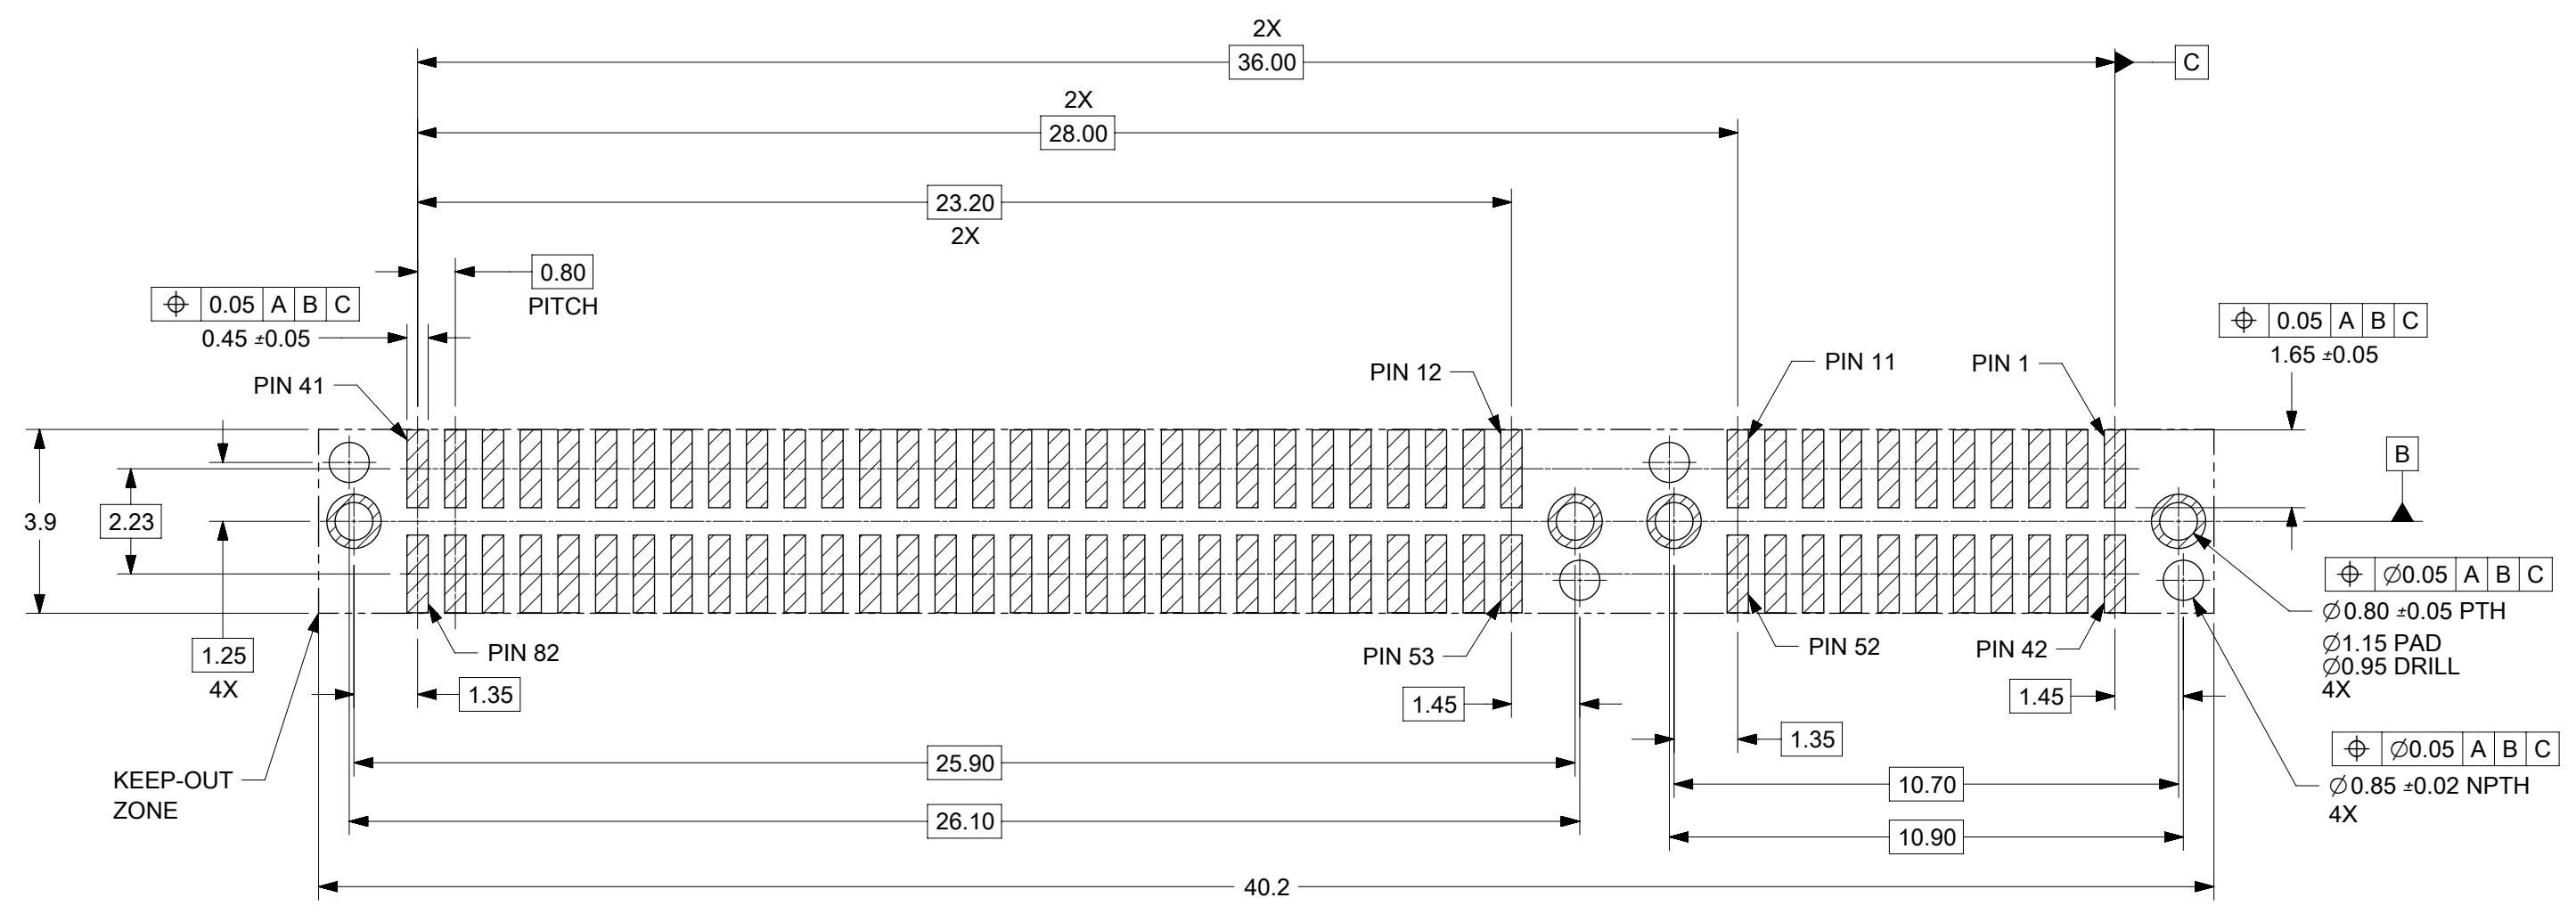 2X
36.00
C
2X
28.00
23.20
2X
0.80
PITCH
⌖ 0.05 A B C
0.45 ±0.05
⌖ 0.05 A B C
1.65 ±0.05
PIN 41
PIN 12
PIN 11
PIN 1
B
3.9
2.23
1.25
4X
PIN 82
PIN 53
PIN 52
PIN 42
⌖ ∅0.05 A B C
∅0.80 ±0.05 PTH
∅1.15 PAD
∅0.95 DRILL
4X
1.35
1.45
1.45
1.35
⌖ ∅0.05 A B C
∅0.85 ±0.02 NPTH
4X
KEEP-OUT
ZONE
25.90
10.70
26.10
10.90
40.2